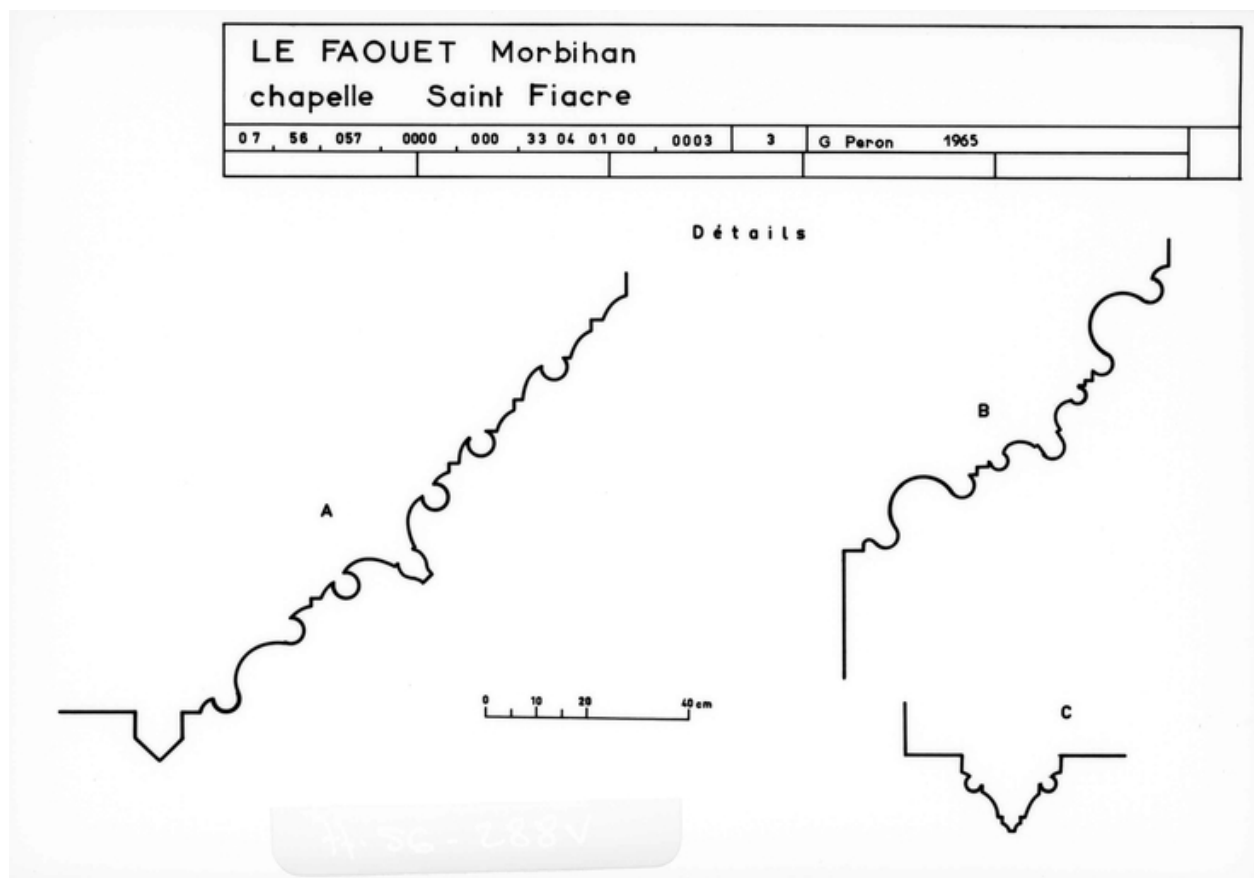 LE FAOUET Morbihan
chapelle Saint Fiacre
07 56 057 0000 000 33 04 01 00 0003 3 G Peron 1965
Détails
A
B
0 10 20 40 cm
C